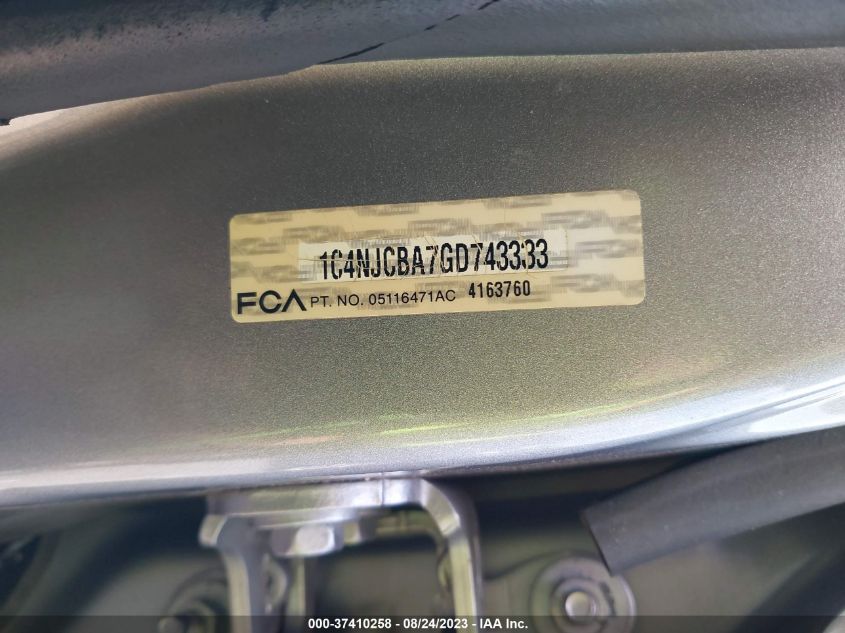 1C4NJCBA7GD743333
FCA PT. NO. 05116471AC 4163760
000-37410258 - 08/24/2023 - IAA Inc.